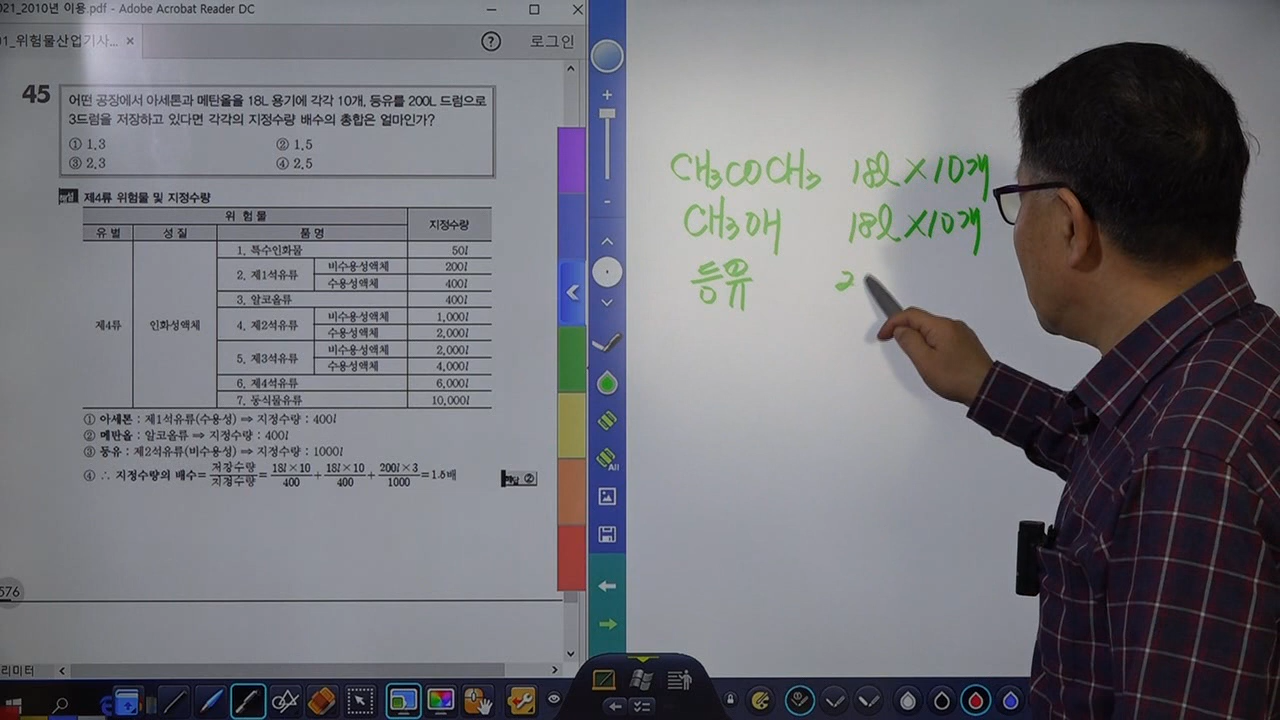 021_2010년 이용.pdf - Adobe Acrobat Reader DC
01_위험물산업기사... ×
로그인
45
어떤 공장에서 아세톤과 메탄올을 18L 용기에 각각 10개, 등유를 200L 드럼으로
3드럼을 저장하고 있다면 각각의 지정수량 배수의 총합은 얼마인가?
① 1.3 ② 1.5
③ 2.3 ④ 2.5
제4류 위험물 및 지정수량
위 험 물 지정수량
유 별 성 질 품 명
1. 특수인화물 50l
2. 제1석유류 비수용성액체 200l
수용성액체 400l
3. 알코올류 400l
제4류 인화성액체 4. 제2석유류 비수용성액체 1,000l
수용성액체 2,000l
5. 제3석유류 비수용성액체 2,000l
수용성액체 4,000l
6. 제4석유류 6,000l
7. 동식물유류 10,000l
① 아세톤 : 제1석유류(수용성) ⇒ 지정수량 : 400l
② 메탄올 : 알코올류 ⇒ 지정수량 : 400l
③ 등유 : 제2석유류(비수용성) ⇒ 지정수량 : 1000l
④ ∴ 지정수량의 배수 = 저장수량/지정수량 = 18l×10/400 + 18l×10/400 + 200l×3/1000 = 1.5배
②
576
리미터
CH3COCH3 18l×10개
CH3OH 18l×10개
등유 2
All